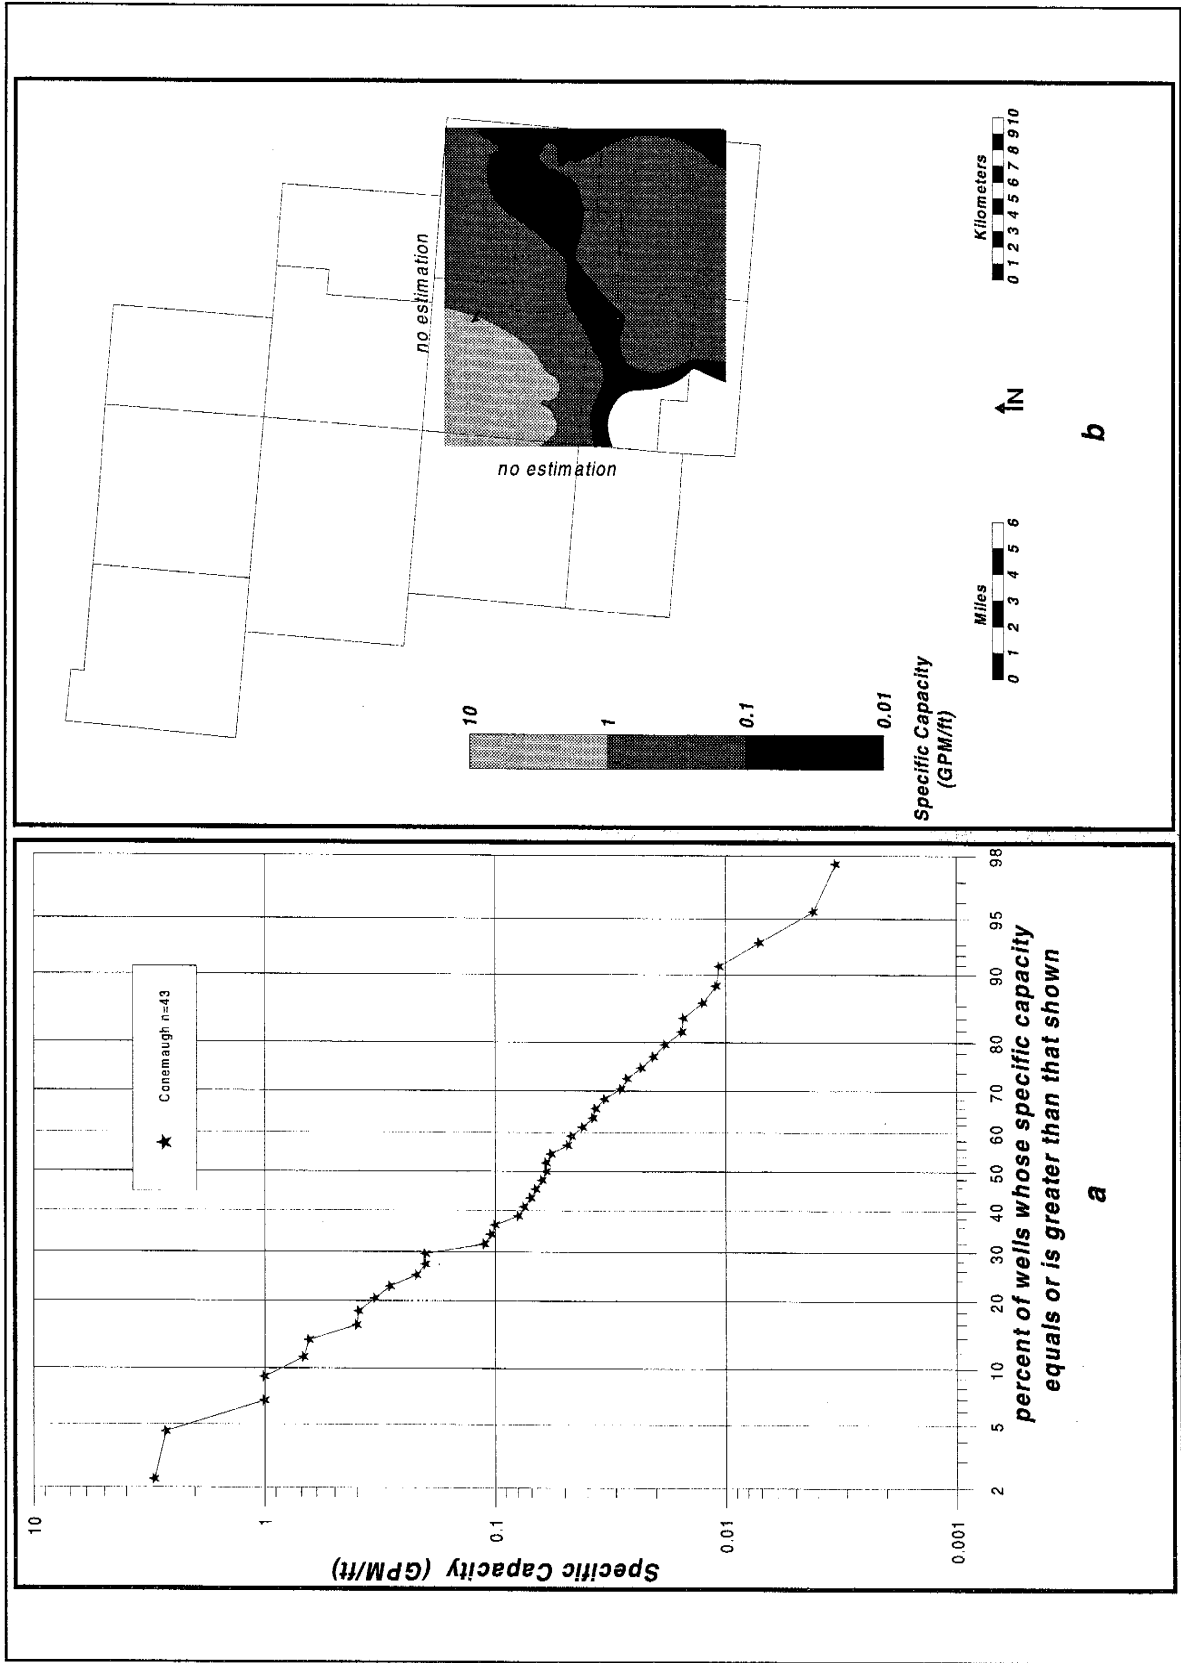 10
1
0.1
0.01
0.001
Specific Capacity (GPM/ft)
Conemaugh n=43
2 5 10 20 30 40 50 60 70 80 90 95 98
percent of wells whose specific capacity
equals or is greater than that shown
a
no estimation
no estimation
10
1
0.1
0.01
Specific Capacity
(GPM/ft)
Miles
0 1 2 3 4 5 6
N
Kilometers
0 1 2 3 4 5 6 7 8 9 10
b